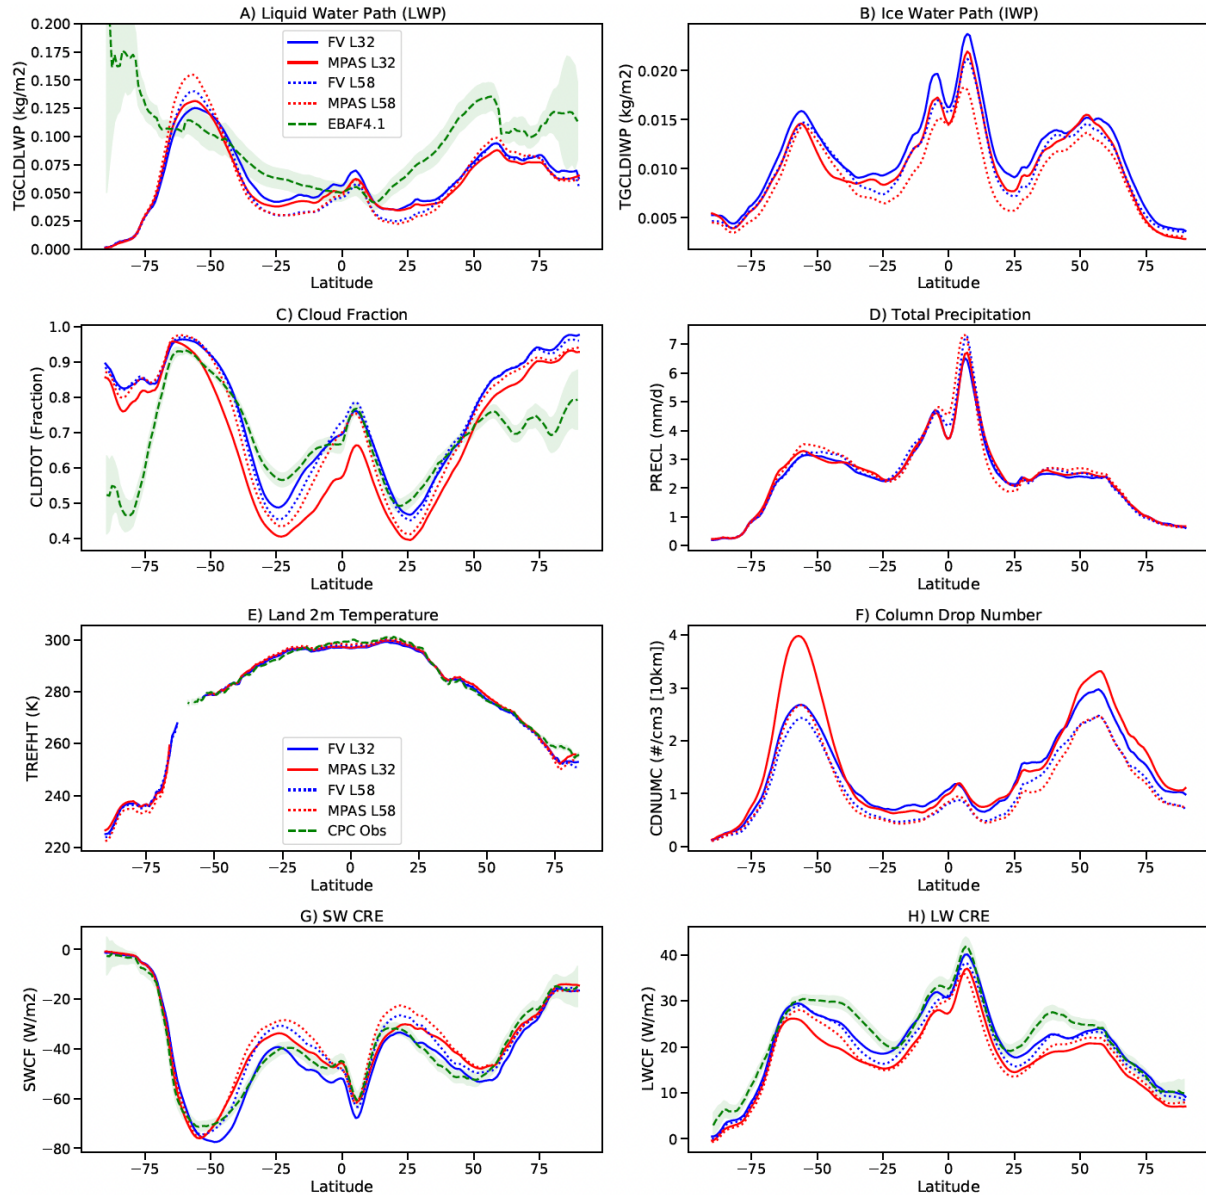 A) Liquid Water Path (LWP)
TGCLDLWP (kg/m2)
0.200
0.175
0.150
0.125
0.100
0.075
0.050
0.025
0.000
FV L32
MPAS L32
FV L58
MPAS L58
EBAF4.1
−75 −50 −25 0 25 50 75
Latitude
B) Ice Water Path (IWP)
TGCLDIWP (kg/m2)
0.020
0.015
0.010
0.005
−75 −50 −25 0 25 50 75
Latitude
C) Cloud Fraction
CLDTOT (Fraction)
1.0
0.9
0.8
0.7
0.6
0.5
0.4
−75 −50 −25 0 25 50 75
Latitude
D) Total Precipitation
PRECL (mm/d)
7
6
5
4
3
2
1
0
−75 −50 −25 0 25 50 75
Latitude
E) Land 2m Temperature
TREFHT (K)
300
280
260
240
220
FV L32
MPAS L32
FV L58
MPAS L58
CPC Obs
−75 −50 −25 0 25 50 75
Latitude
F) Column Drop Number
CDNUMC (#/cm3 [10km])
4
3
2
1
0
−75 −50 −25 0 25 50 75
Latitude
G) SW CRE
SWCF (W/m2)
0
−20
−40
−60
−80
−75 −50 −25 0 25 50 75
Latitude
H) LW CRE
LWCF (W/m2)
40
30
20
10
0
−75 −50 −25 0 25 50 75
Latitude